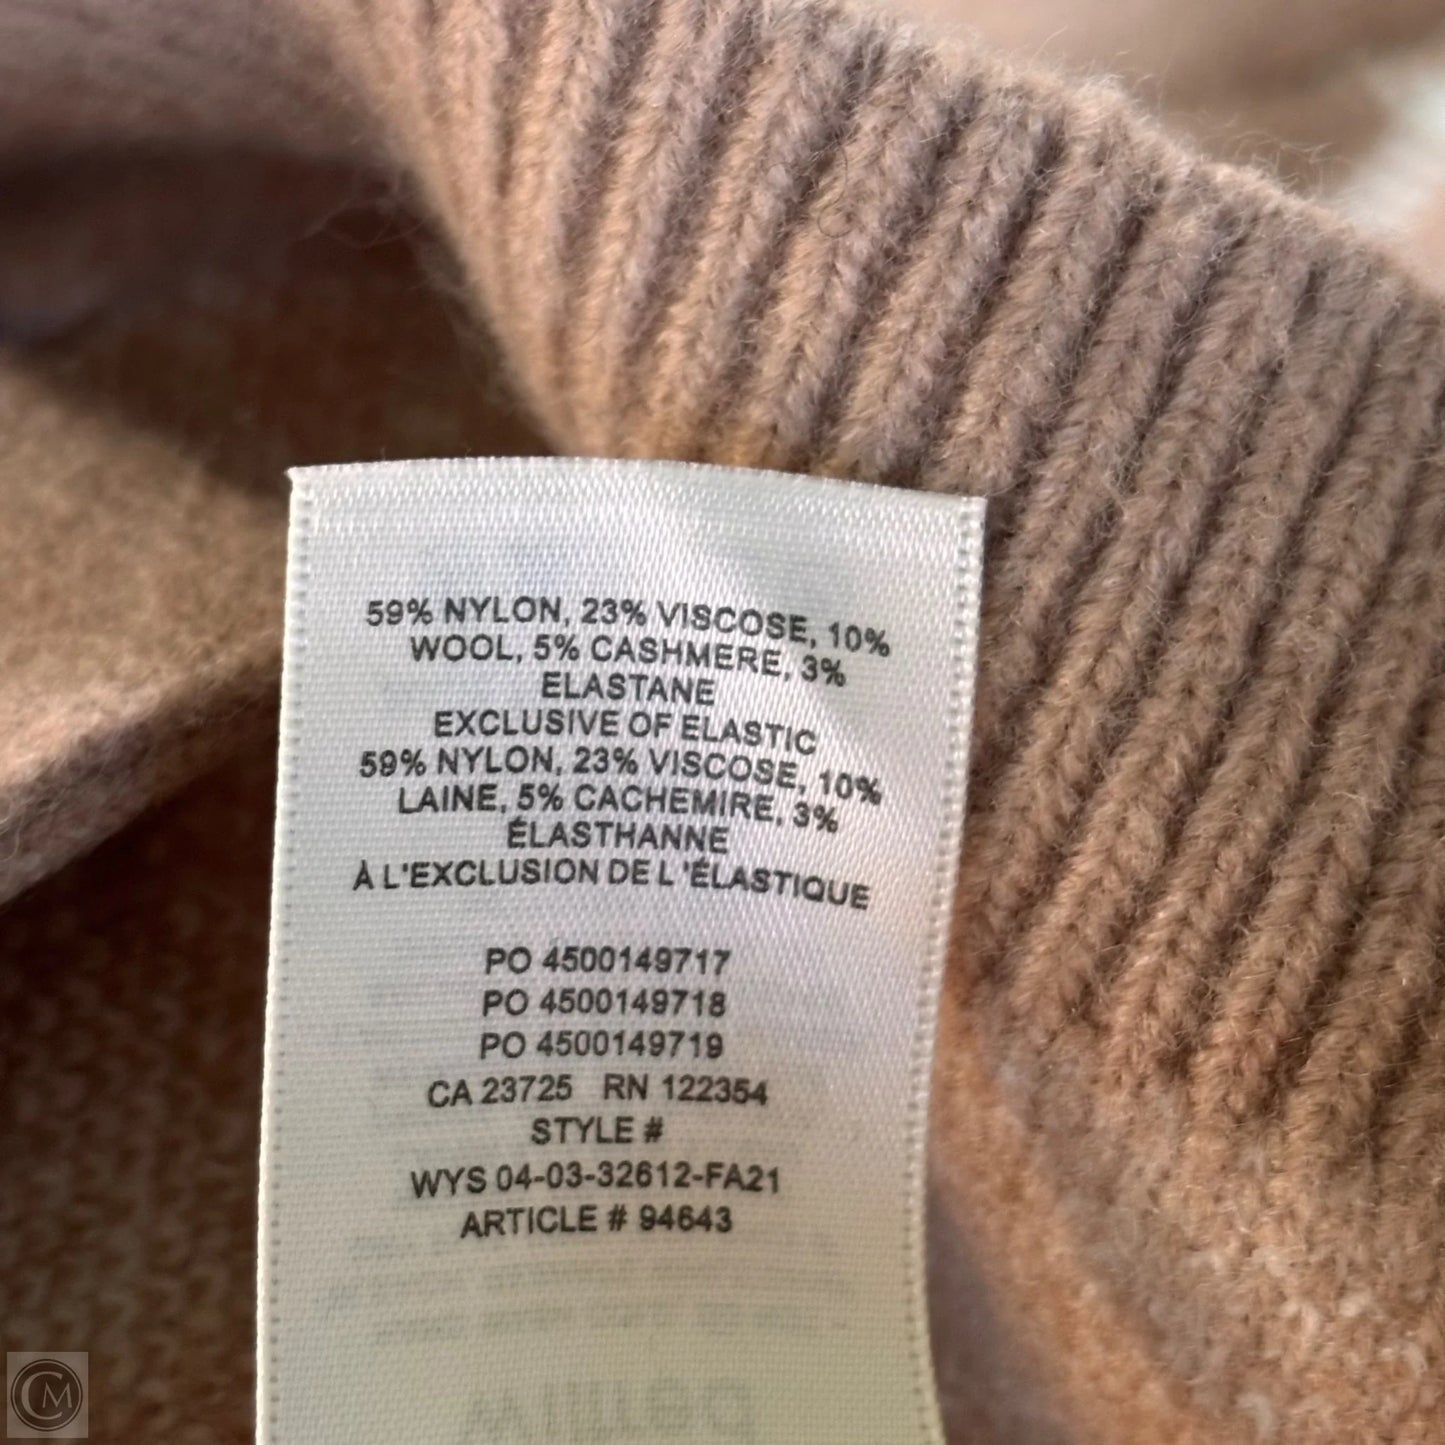 59% NYLON, 23% VISCOSE, 10%
WOOL, 5% CASHMERE, 3%
ELASTANE
EXCLUSIVE OF ELASTIC
59% NYLON, 23% VISCOSE, 10%
LAINE, 5% CACHEMIRE, 3%
ÉLASTHANNE
À L'EXCLUSION DE L'ÉLASTIQUE
PO 4500149717
PO 4500149718
PO 4500149719
CA 23725 RN 122354
STYLE #
WYS 04-03-32612-FA21
ARTICLE # 94643
CM